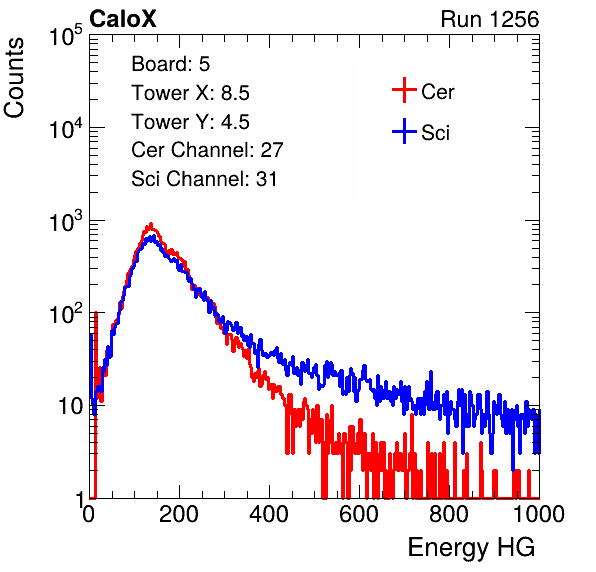 CaloX Run 1256
Counts
Board: 5
Tower X: 8.5
Tower Y: 4.5
Cer Channel: 27
Sci Channel: 31
Cer
Sci
10^5
10^4
10^3
10^2
10
1
0 200 400 600 800 1000
Energy HG